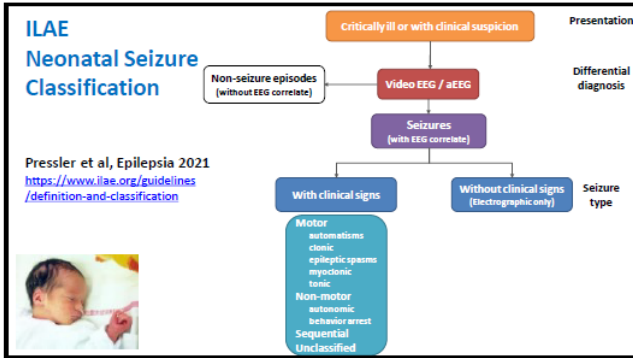 ILAE
Neonatal Seizure
Classification
Pressler et al, Epilepsia 2021
https://www.ilae.org/guidelines
/definition-and-classification
Critically ill or with clinical suspicion
Presentation
Non-seizure episodes
(without EEG correlate)
Video EEG / aEEG
Differential
diagnosis
Seizures
(with EEG correlate)
With clinical signs
Without clinical signs
(Electrographic only)
Seizure
type
Motor
automatisms
clonic
epileptic spasms
myoclonic
tonic
Non-motor
autonomic
behavior arrest
Sequential
Unclassified